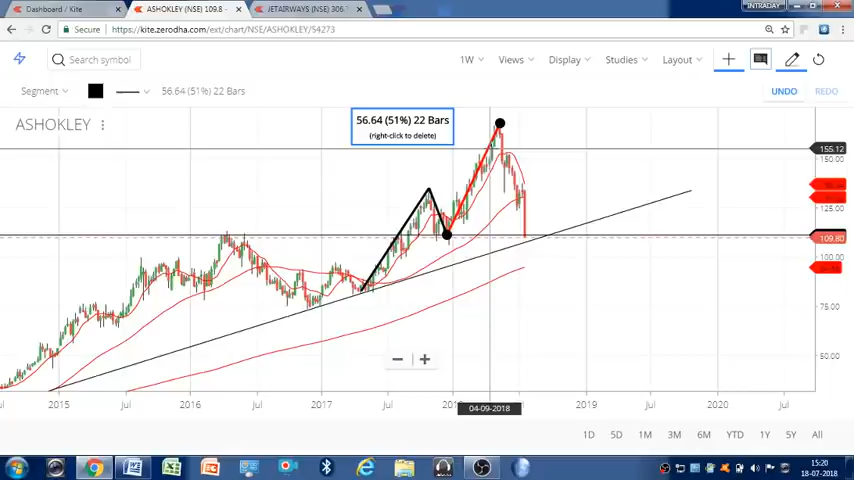 Dashboard / Kite
ASHOKLEY (NSE) 109.8 -
JETAIRWAYS (NSE) 306.
INTRADAY
Secure
https://kite.zerodha.com/ext/chart/NSE/ASHOKLEY/54273
Search symbol
1W
Views
Display
Studies
Layout
Segment
56.64 (51%) 22 Bars
UNDO
REDO
56.64 (51%) 22 Bars
(right-click to delete)
ASHOKLEY
155.12
150.00
125.00
109.80
100.00
75.00
50.00
2015
Jul
2016
Jul
2017
Jul
04-09-2018
2019
Jul
2020
Jul
1D
5D
1M
3M
6M
YTD
1Y
5Y
All
15:20
18-07-2018